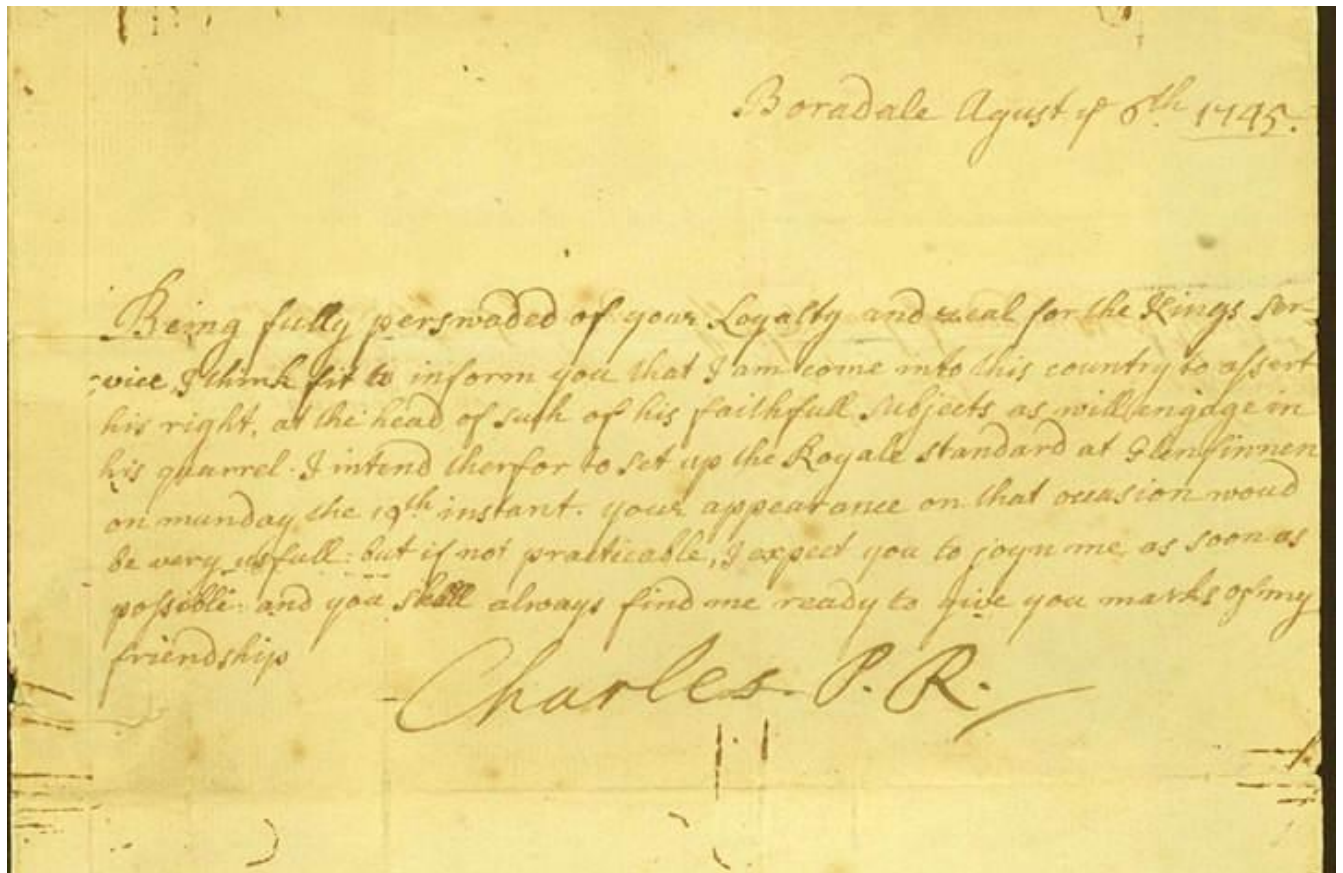 Boradale Agust ye 6th 1745.
Being fully perswaded of your Loyalty and zeal for the Kings ser-
vice I think fit to inform you that I am come into this country to assert
his right, at the head of such of his faithfull subjects as will engage in
his quarrel. I intend therfor to set up the Royale standard at Glenfinnen
on munday the 19th instant. your appearance on that occasion woud
be very usfull. but if not practicable, I expect you to joyn me as soon as
possible. and you shall always find me ready to give you marks of my
friendship
Charles. P. R.